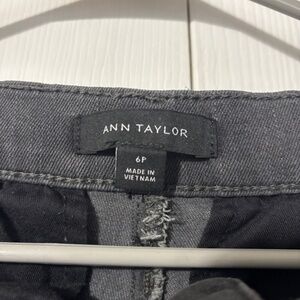 ANN TAYLOR
6P
MADE IN
VIETNAM